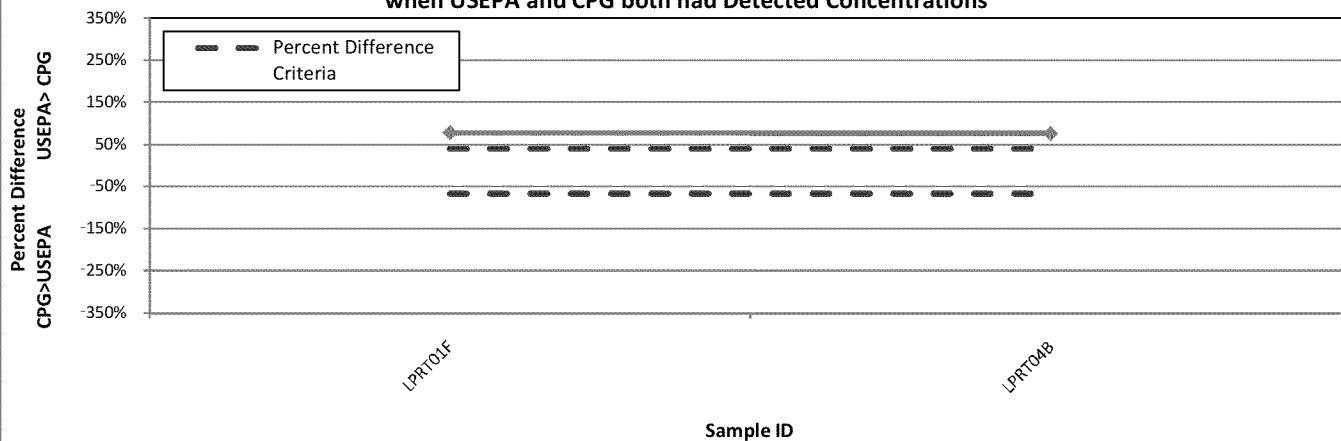 when USEPA and CPG both had Detected Concentrations
Percent Difference
Criteria
Percent Difference
CPG>USEPA USEPA> CPG
350%
250%
150%
50%
-50%
-150%
-250%
-350%
LPRT01F
LPRT04B
Sample ID